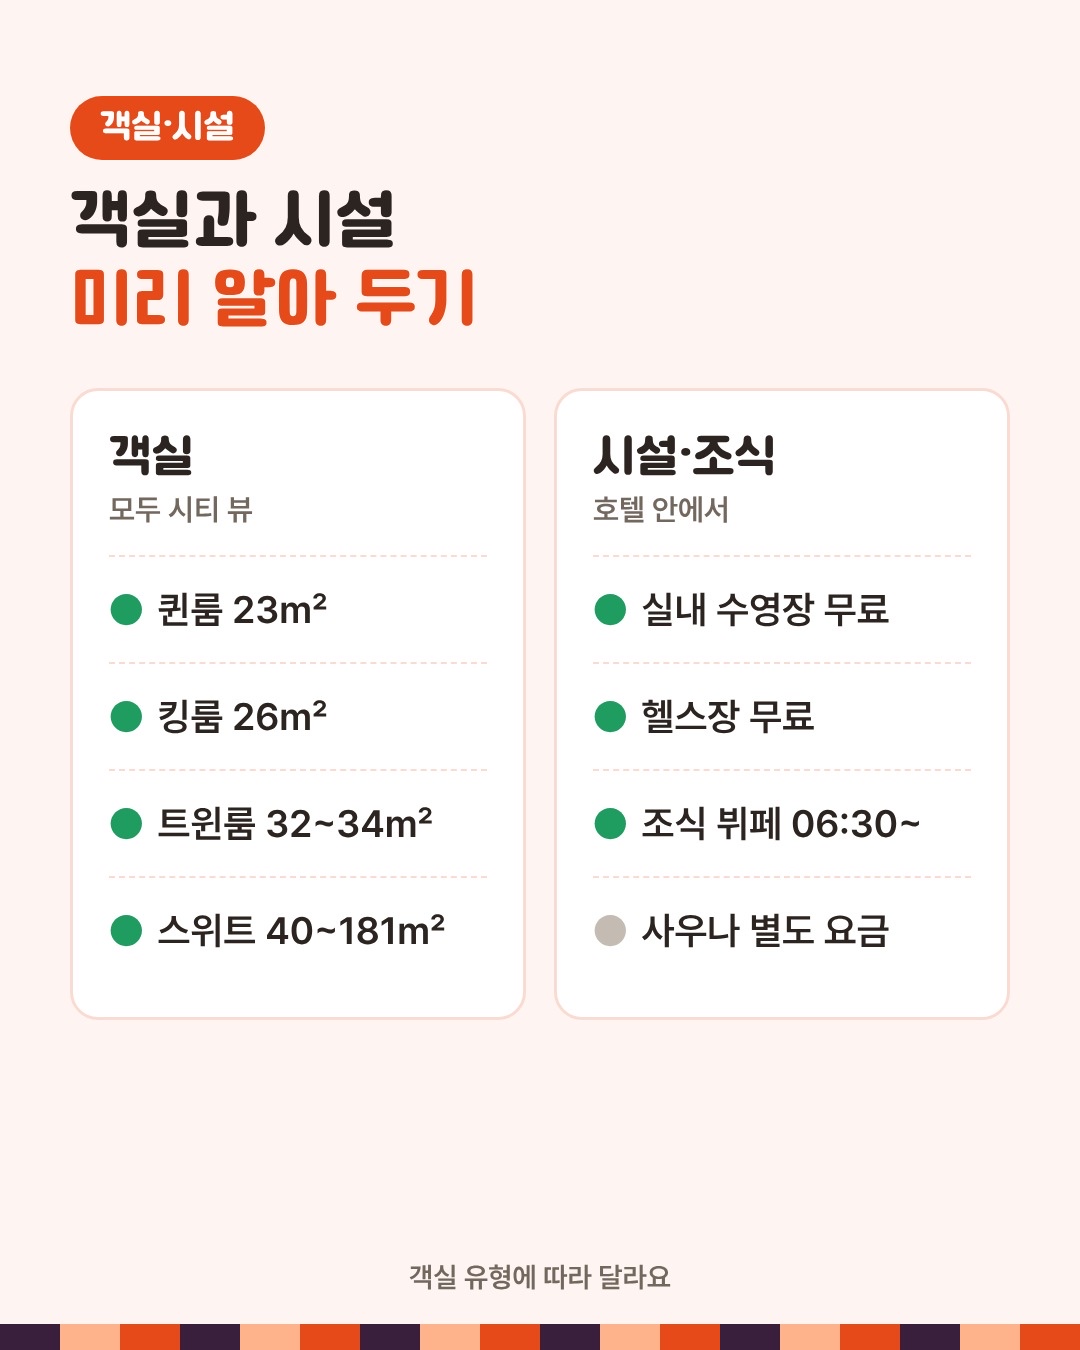 객실·시설
객실과 시설
미리 알아 두기
객실
모두 시티 뷰
퀸룸 23m²
킹룸 26m²
트윈룸 32~34m²
스위트 40~181m²
시설·조식
호텔 안에서
실내 수영장 무료
헬스장 무료
조식 뷔페 06:30~
사우나 별도 요금
객실 유형에 따라 달라요